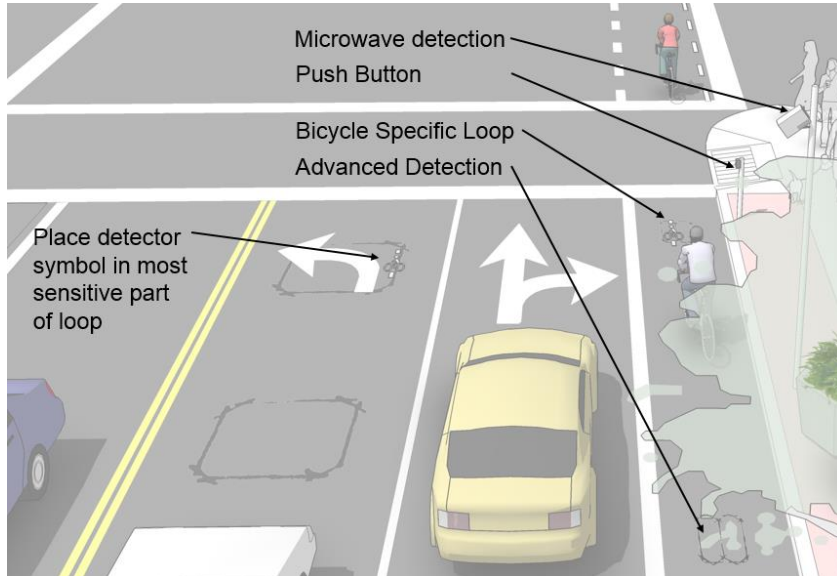 Microwave detection
Push Button
Bicycle Specific Loop
Advanced Detection
Place detector
symbol in most
sensitive part
of loop